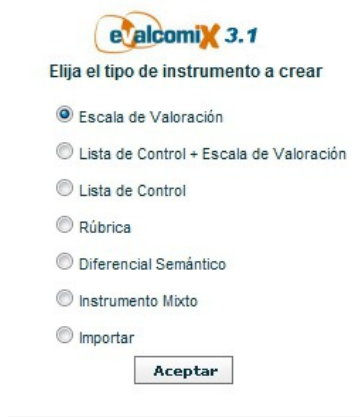 evalcomix 3.1
Elija el tipo de instrumento a crear
Escala de Valoración
Lista de Control + Escala de Valoración
Lista de Control
Rúbrica
Diferencial Semántico
Instrumento Mixto
Importar
Aceptar